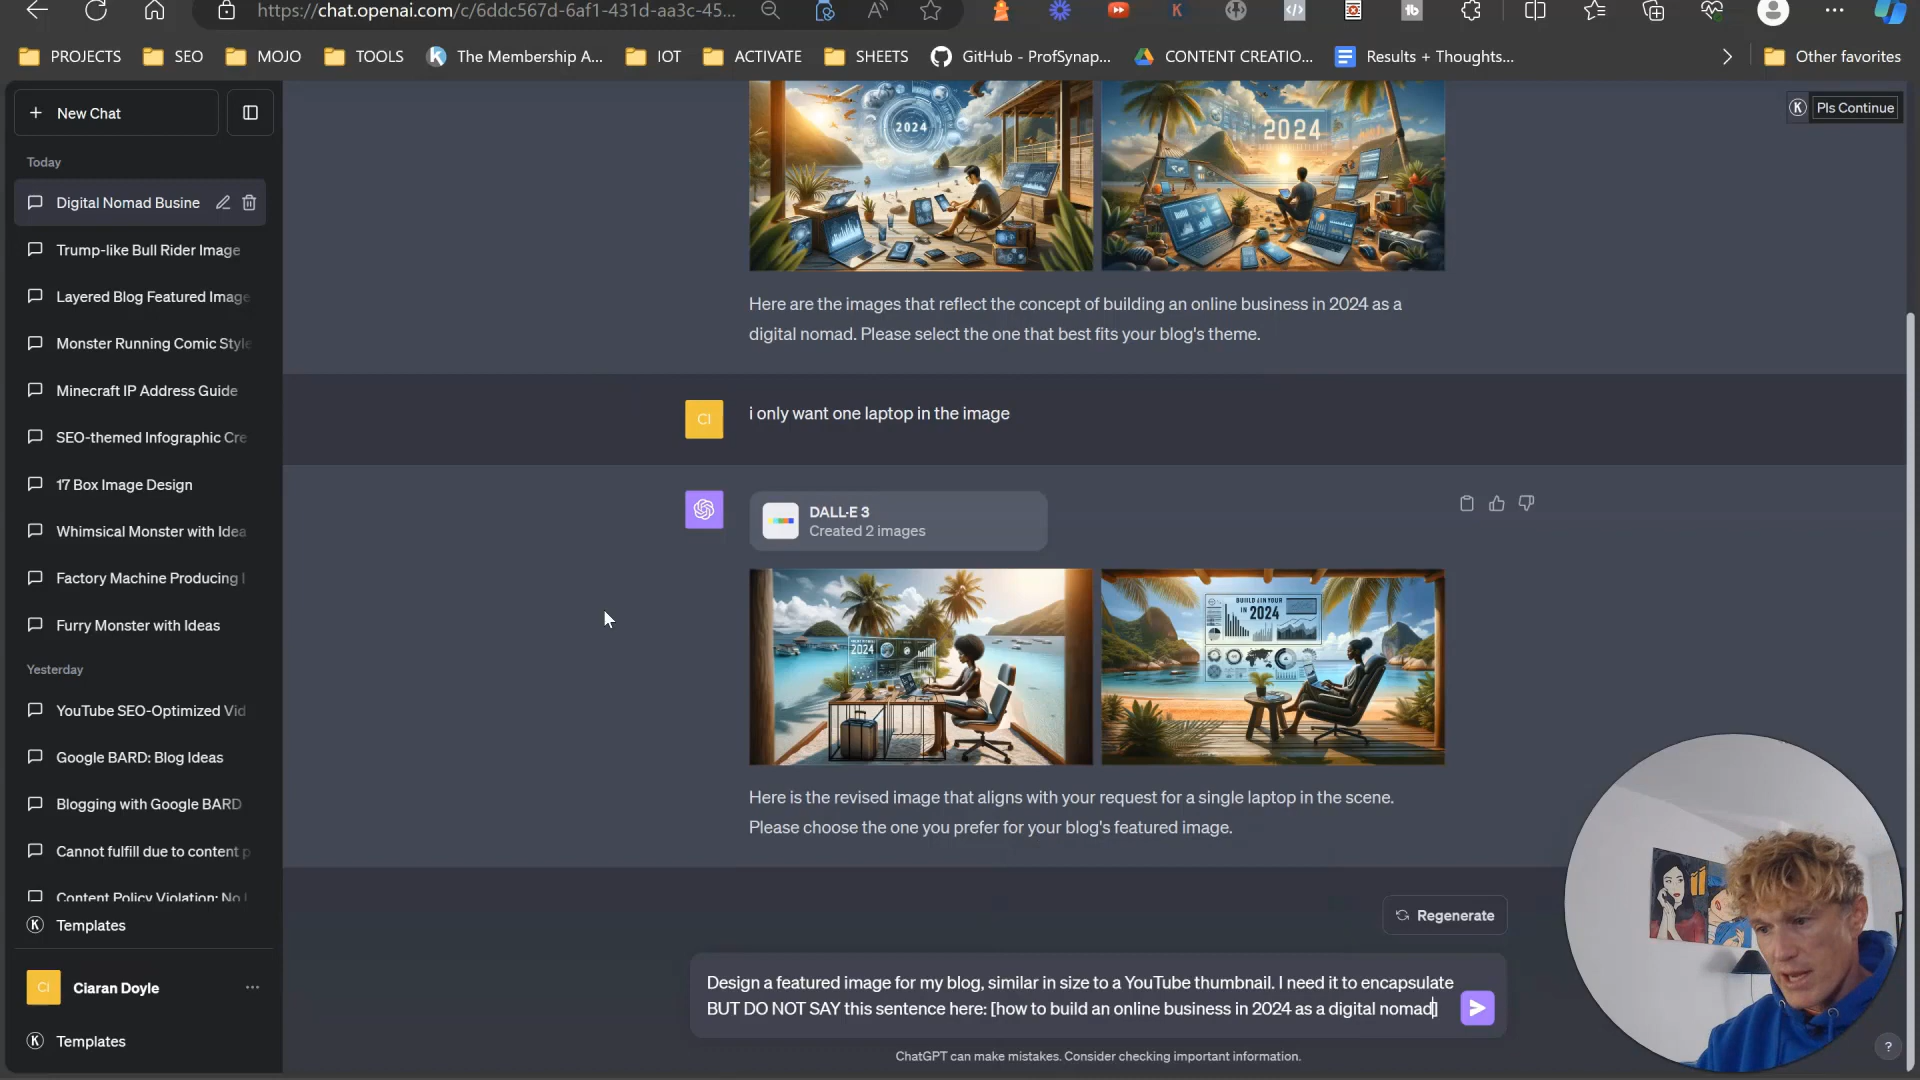 https://chat.openai.com/c/6ddc567d-6af1-431d-aa3c-45...
PROJECTS
SEO
MOJO
TOOLS
The Membership A...
IOT
ACTIVATE
SHEETS
GitHub - ProfSynap...
CONTENT CREATIO...
Results + Thoughts...
Other favorites
New Chat
Today
Digital Nomad Busine
Trump-like Bull Rider Image
Layered Blog Featured Image
Monster Running Comic Style
Minecraft IP Address Guide
SEO-themed Infographic Cre
17 Box Image Design
Whimsical Monster with Idea
Factory Machine Producing I
Furry Monster with Ideas
Yesterday
YouTube SEO-Optimized Vid
Google BARD: Blog Ideas
Blogging with Google BARD
Cannot fulfill due to content p
Content Policy Violation: No I
Templates
CI
Ciaran Doyle
Templates
K Pls Continue
2024
2024
Here are the images that reflect the concept of building an online business in 2024 as a
digital nomad. Please select the one that best fits your blog's theme.
CI
i only want one laptop in the image
DALL·E 3
Created 2 images
2024
IN YOUR
IN 2024
Here is the revised image that aligns with your request for a single laptop in the scene.
Please choose the one you prefer for your blog's featured image.
Regenerate
Design a featured image for my blog, similar in size to a YouTube thumbnail. I need it to encapsulate
BUT DO NOT SAY this sentence here: [how to build an online business in 2024 as a digital nomad]
ChatGPT can make mistakes. Consider checking important information.
?